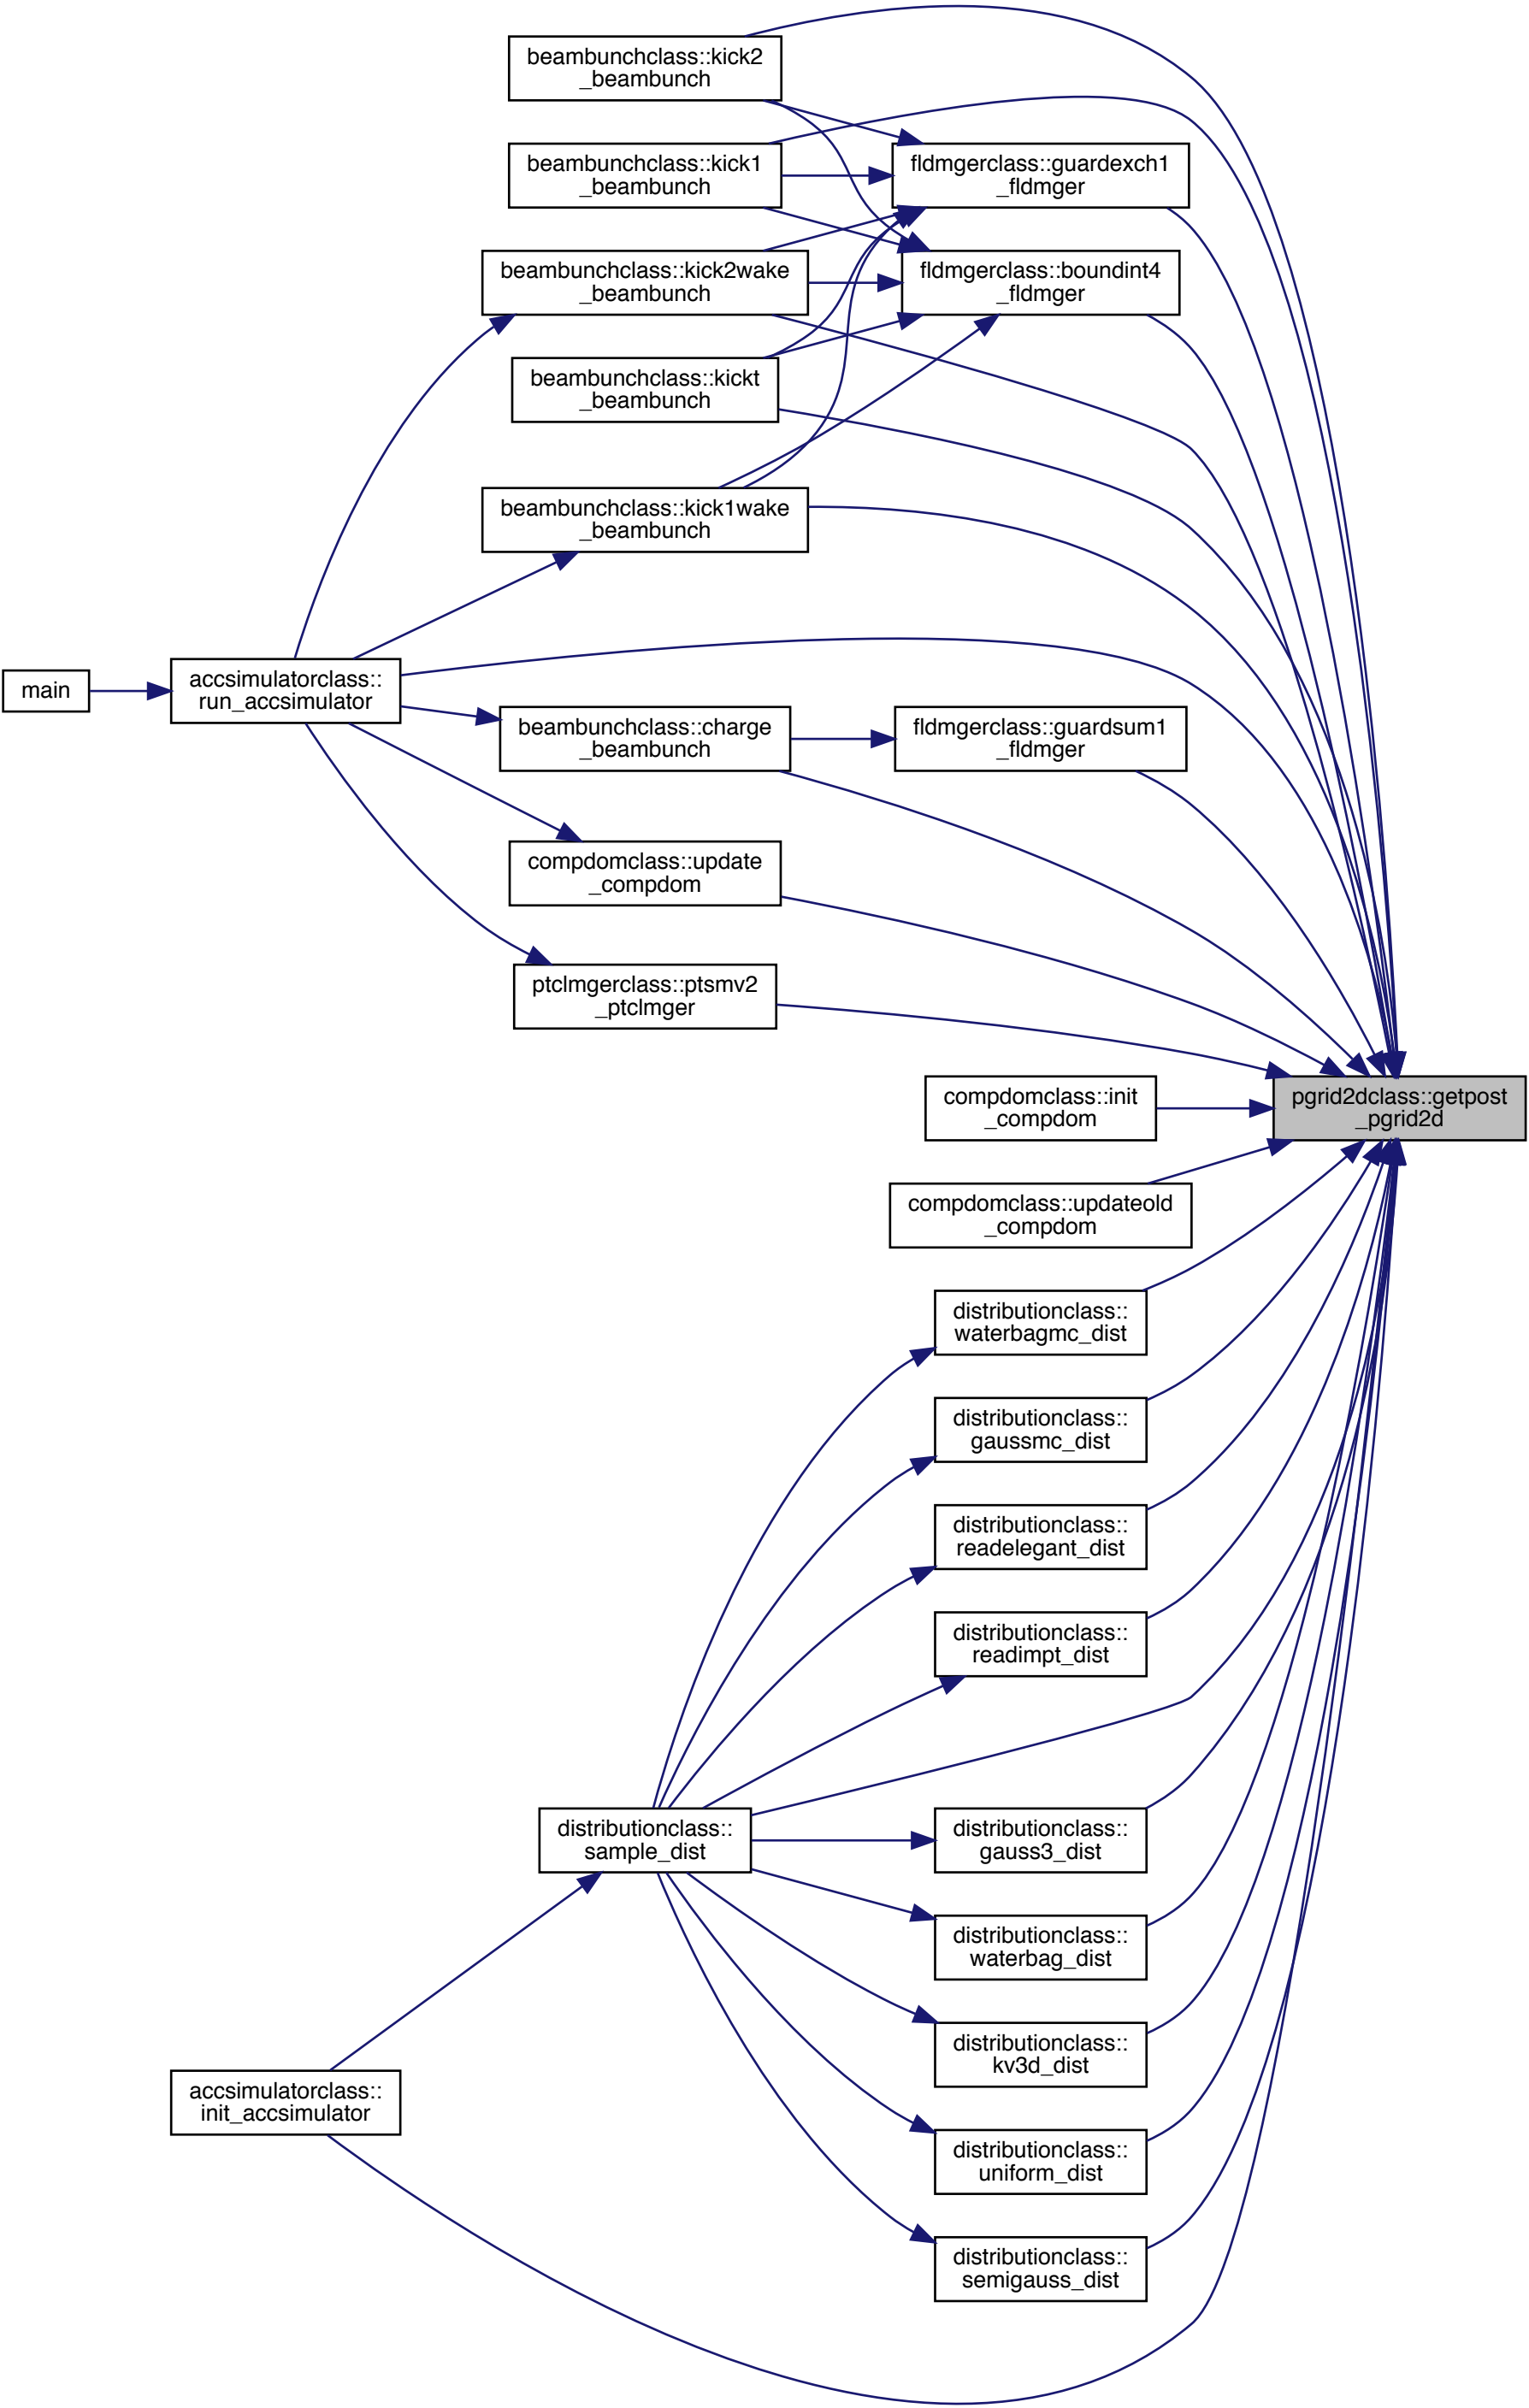 beambunchclass::kick2
_beambunch
beambunchclass::kick1
_beambunch
fldmgerclass::guardexch1
_fldmger
beambunchclass::kick2wake
_beambunch
fldmgerclass::boundint4
_fldmger
beambunchclass::kickt
_beambunch
beambunchclass::kick1wake
_beambunch
main
accsimulatorclass::
run_accsimulator
beambunchclass::charge
_beambunch
fldmgerclass::guardsum1
_fldmger
compdomclass::update
_compdom
ptclmgerclass::ptsmv2
_ptclmger
compdomclass::init
_compdom
pgrid2dclass::getpost
_pgrid2d
compdomclass::updateold
_compdom
distributionclass::
waterbagmc_dist
distributionclass::
gaussmc_dist
distributionclass::
readelegant_dist
distributionclass::
readimpt_dist
distributionclass::
sample_dist
distributionclass::
gauss3_dist
distributionclass::
waterbag_dist
distributionclass::
kv3d_dist
accsimulatorclass::
init_accsimulator
distributionclass::
uniform_dist
distributionclass::
semigauss_dist